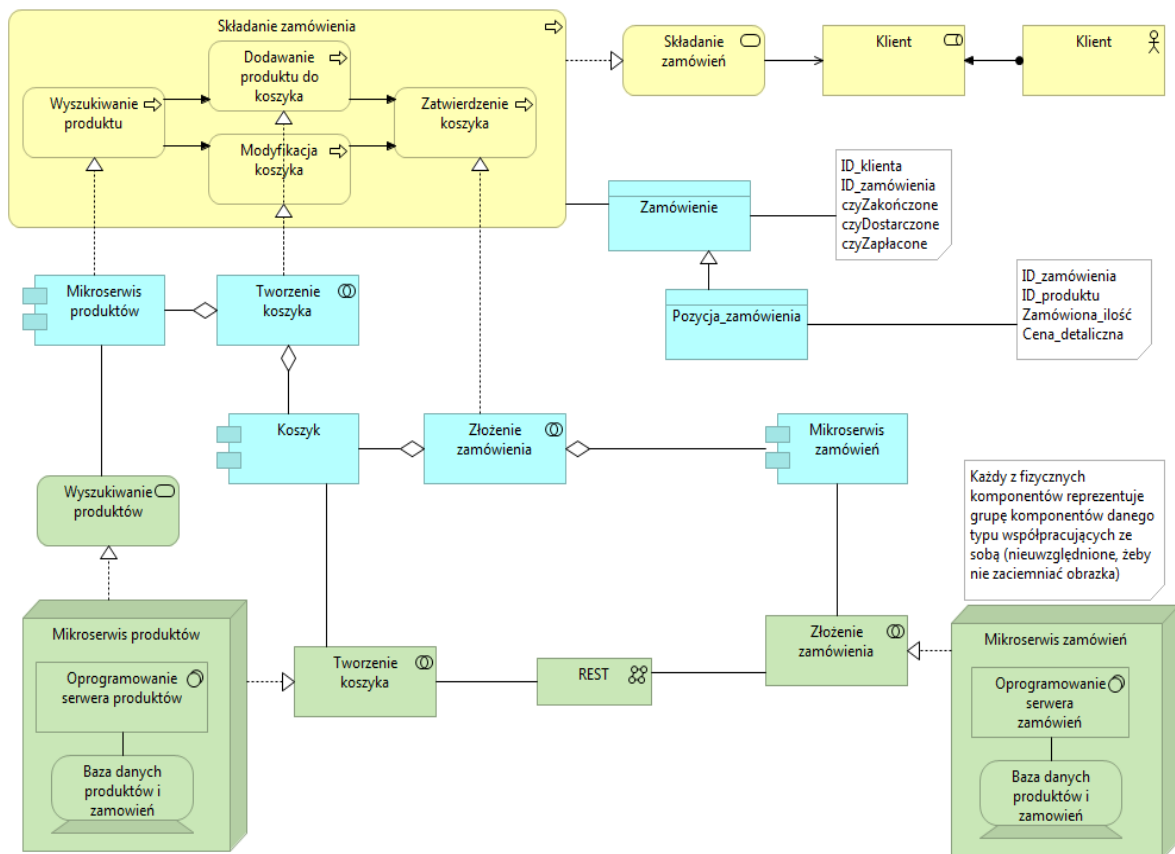 Składanie zamówienia
Dodawanie
produktu do
koszyka
Wyszukiwanie
produktu
Modyfikacja
koszyka
Zatwierdzenie
koszyka
Składanie
zamówień
Klient
Klient
ID_klienta
ID_zamówienia
czyZakończone
czyDostarczone
czyZapłacone
Zamówienie
Pozycja_zamówienia
ID_zamówienia
ID_produktu
Zamówiona_ilość
Cena_detaliczna
Mikroserwis
produktów
Tworzenie
koszyka
Koszyk
Złożenie
zamówienia
Mikroserwis
zamówień
Wyszukiwanie
produktów
Każdy z fizycznych
komponentów reprezentuje
grupę komponentów danego
typu współpracujących ze
sobą (nieuwzględnione, żeby
nie zaciemniać obrazka)
Mikroserwis produktów
Oprogramowanie
serwera produktów
Baza danych
produktów i
zamowień
Tworzenie
koszyka
REST
Złożenie
zamówienia
Mikroserwis zamówień
Oprogramowanie
serwera
zamówień
Baza danych
produktów i
zamowień